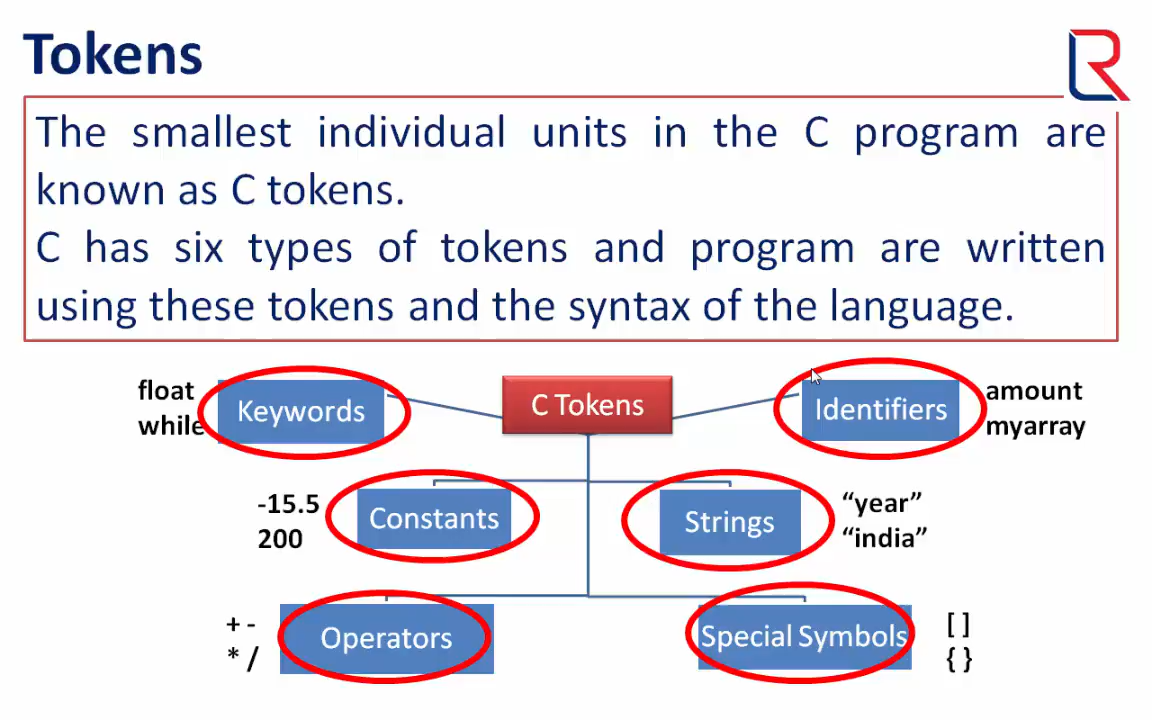 Tokens
The smallest individual units in the C program are
known as C tokens.
C has six types of tokens and program are written
using these tokens and the syntax of the language.
float
while
Keywords
C Tokens
Identifiers
amount
myarray
-15.5
200
Constants
Strings
“year”
“india”
+ -
* /
Operators
Special Symbols
[ ]
{ }